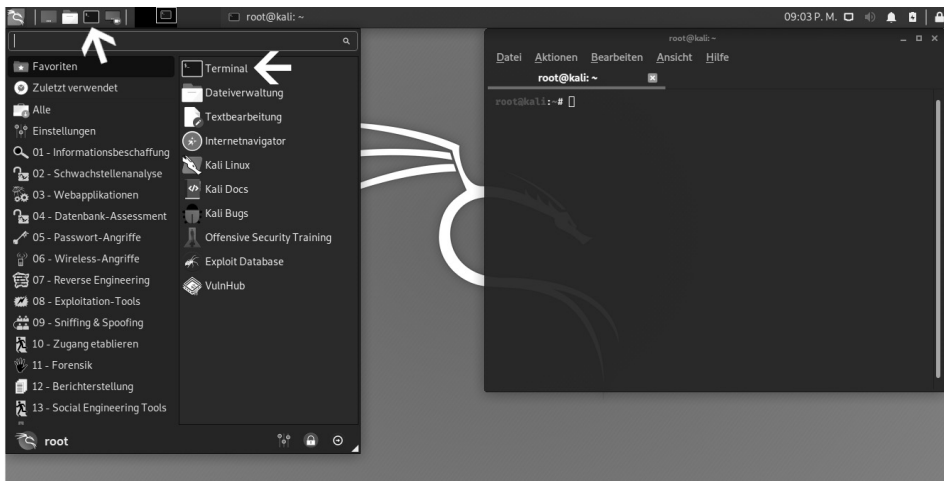 root@kali: ~
09:03 P. M.
Favoriten
Zuletzt verwendet
Alle
Einstellungen
01 - Informationsbeschaffung
02 - Schwachstellenanalyse
03 - Webapplikationen
04 - Datenbank-Assessment
05 - Passwort-Angriffe
06 - Wireless-Angriffe
07 - Reverse Engineering
08 - Exploitation-Tools
09 - Sniffing & Spoofing
10 - Zugang etablieren
11 - Forensik
12 - Berichterstellung
13 - Social Engineering Tools
root
Terminal
Dateiverwaltung
Textbearbeitung
Internetnavigator
Kali Linux
Kali Docs
Kali Bugs
Offensive Security Training
Exploit Database
VulnHub
root@kali: ~
Datei Aktionen Bearbeiten Ansicht Hilfe
root@kali: ~
root@kali:~#